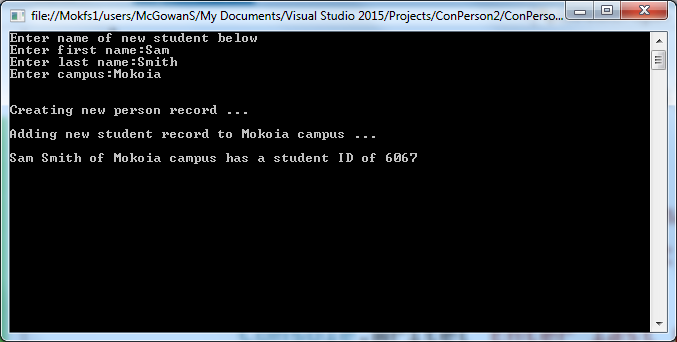 file://Mokfs1/users/McGowanS/My Documents/Visual Studio 2015/Projects/ConPerson2/ConPerso...
Enter name of new student below
Enter first name:Sam
Enter last name:Smith
Enter campus:Mokoia
Creating new person record ...
Adding new student record to Mokoia campus ...
Sam Smith of Mokoia campus has a student ID of 6067